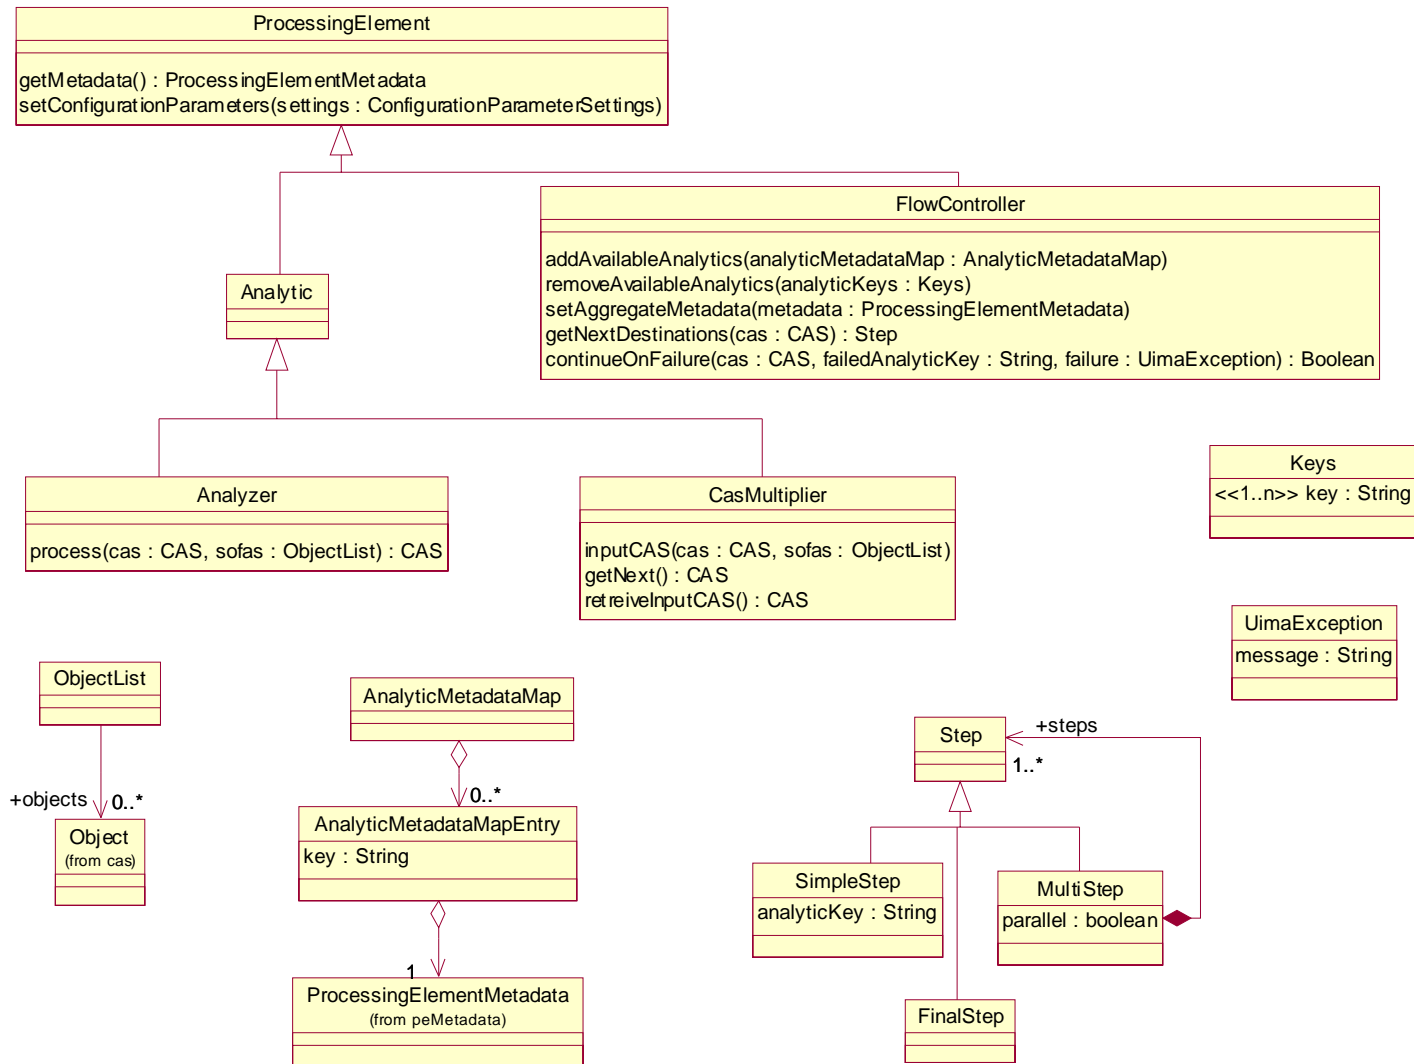 ProcessingElement
getMetadata() : ProcessingElementMetadata
setConfigurationParameters(settings : ConfigurationParameterSettings)
FlowController
addAvailableAnalytics(analyticMetadataMap : AnalyticMetadataMap)
removeAvailableAnalytics(analyticKeys : Keys)
setAggregateMetadata(metadata : ProcessingElementMetadata)
getNextDestinations(cas : CAS) : Step
continueOnFailure(cas : CAS, failedAnalyticKey : String, failure : UimaException) : Boolean
Analytic
Analyzer
process(cas : CAS, sofas : ObjectList) : CAS
CasMultiplier
inputCAS(cas : CAS, sofas : ObjectList)
getNext() : CAS
retreiveInputCAS() : CAS
Keys
<<1..n>> key : String
UimaException
message : String
ObjectList
+objects
0..*
Object
(from cas)
AnalyticMetadataMap
0..*
AnalyticMetadataMapEntry
key : String
1
ProcessingElementMetadata
(from peMetadata)
Step
+steps
1..*
SimpleStep
analyticKey : String
MultiStep
parallel : boolean
FinalStep